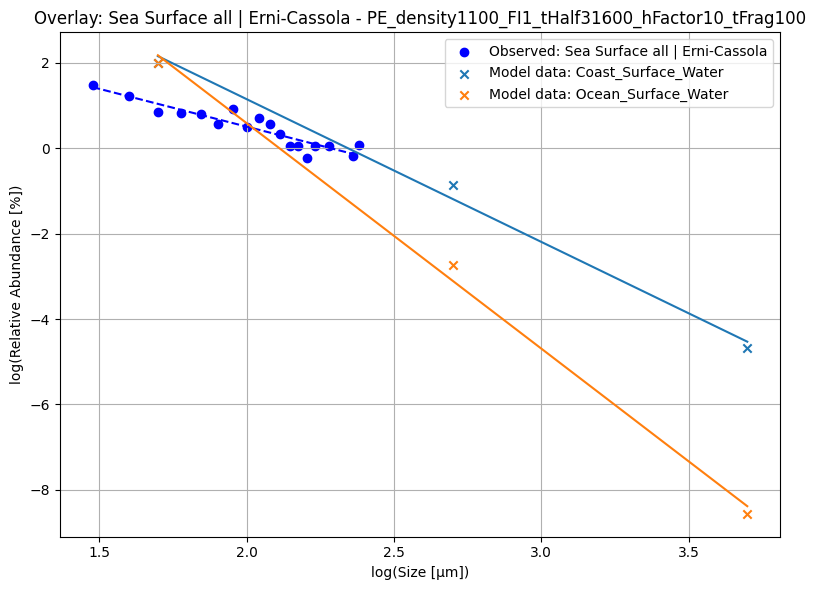 Overlay: Sea Surface all | Erni-Cassola - PE_density1100_FI1_tHalf31600_hFactor10_tFrag100
Observed: Sea Surface all | Erni-Cassola
Model data: Coast_Surface_Water
Model data: Ocean_Surface_Water
log(Relative Abundance [%])
2
0
−2
−4
−6
−8
1.5
2.0
2.5
3.0
3.5
log(Size [µm])